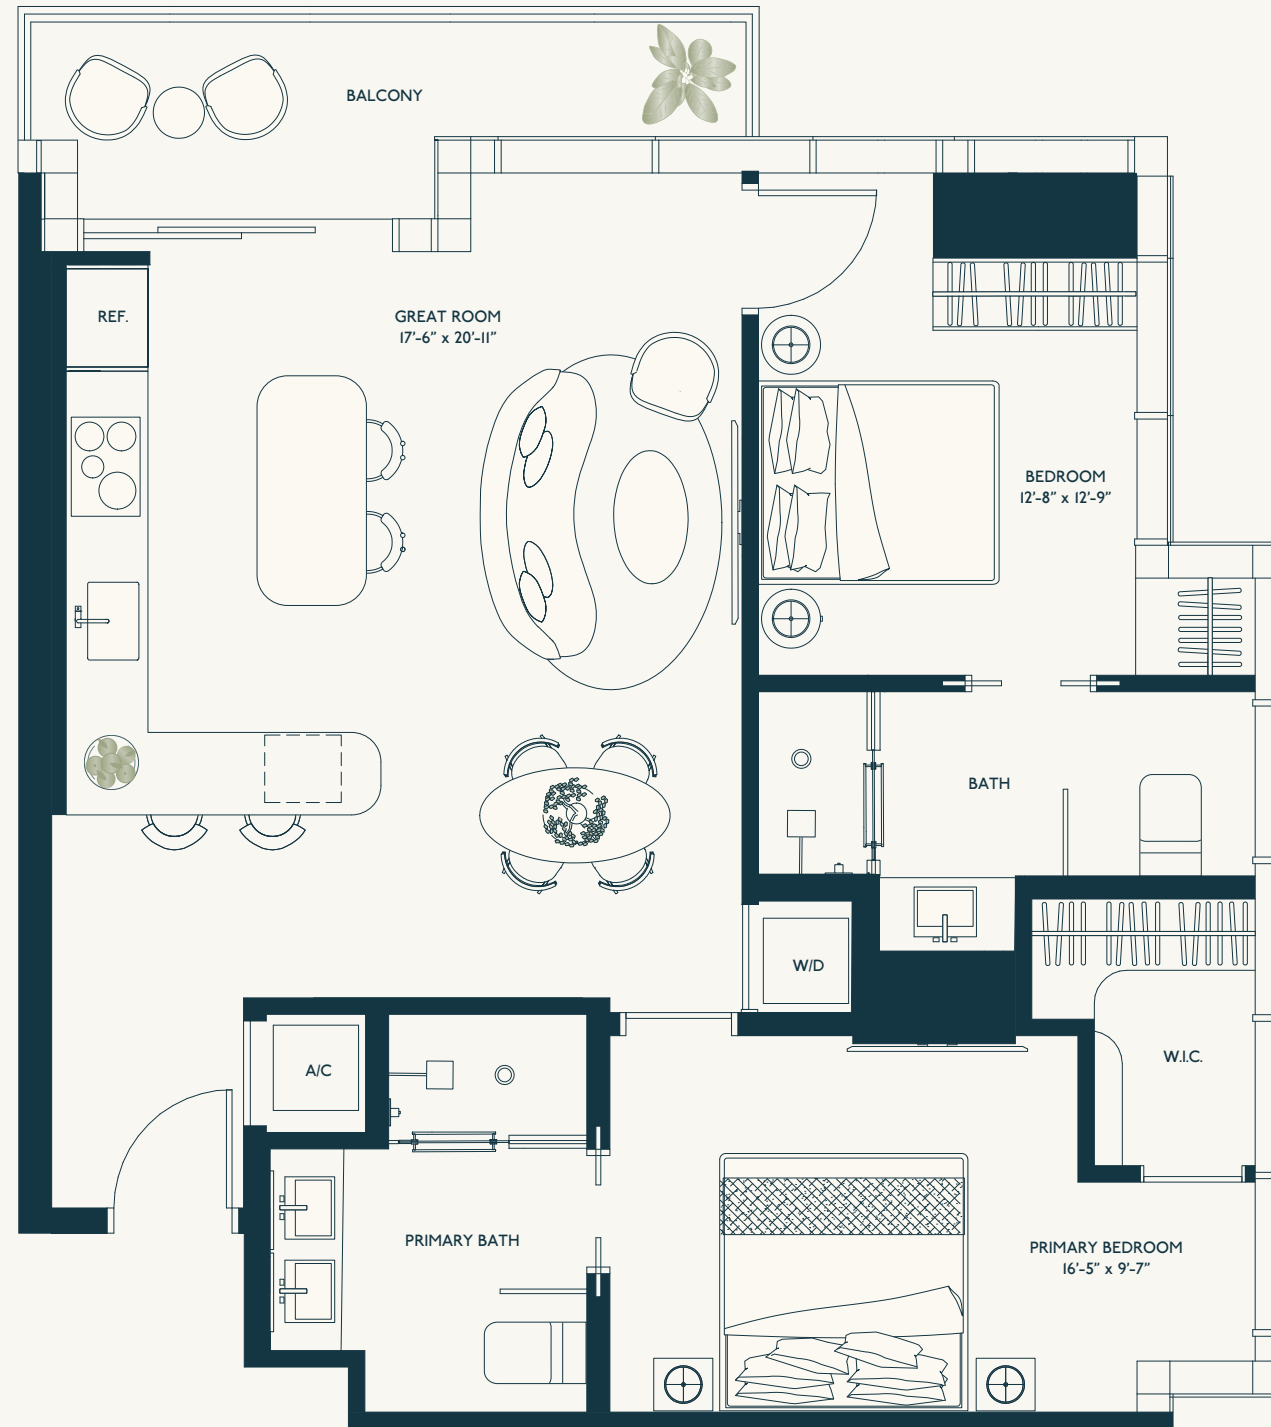 BALCONY
REF.
GREAT ROOM
17'-6" x 20'-11"
BEDROOM
12'-8" x 12'-9"
BATH
W/D
A/C
W.I.C.
PRIMARY BATH
PRIMARY BEDROOM
16'-5" x 9'-7"